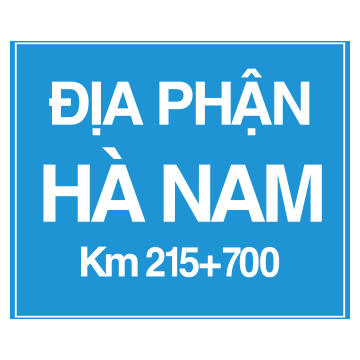 ĐỊA PHẬN
HÀ NAM
Km 215+700